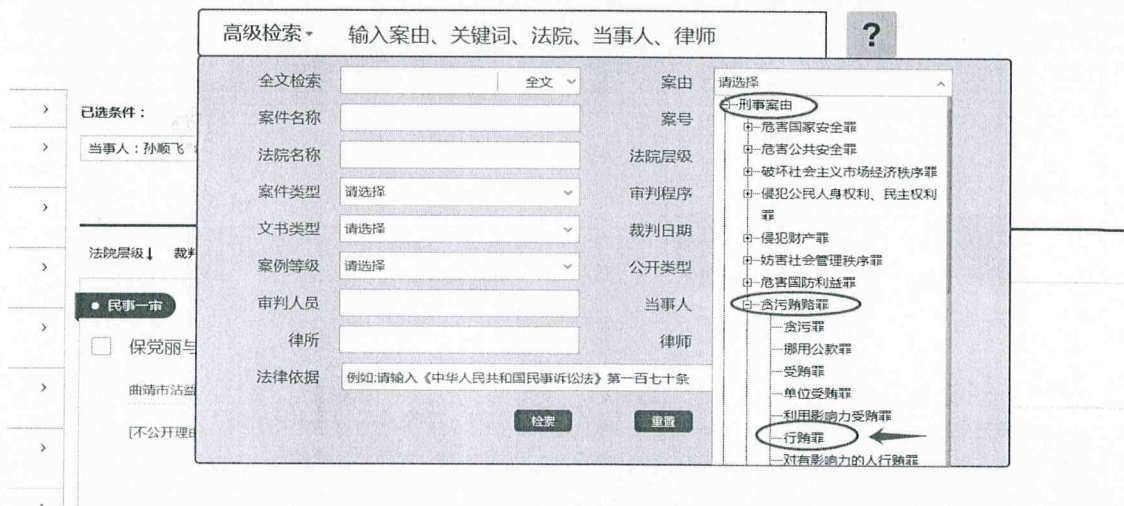 高级检索
输入案由、关键词、法院、当事人、律师
?
已选条件：
当事人：孙顺飞
法院层级↓ 裁判
民事一审
保党丽与
曲靖市沾益
[不公开理由
全文检索
全文
案件名称
法院名称
案件类型 请选择
文书类型 请选择
案例等级 请选择
审判人员
律所
法律依据 例如:请输入《中华人民共和国民事诉讼法》第一百七十条
检索 重置
案由 请选择
案号
法院层级
审判程序
裁判日期
公开类型
当事人
律师
刑事案由
危害国家安全罪
危害公共安全罪
破坏社会主义市场经济秩序罪
侵犯公民人身权利、民主权利
罪
侵犯财产罪
妨害社会管理秩序罪
危害国防利益罪
贪污贿赂罪
贪污罪
挪用公款罪
受贿罪
单位受贿罪
利用影响力受贿罪
行贿罪
对有影响力的人行贿罪